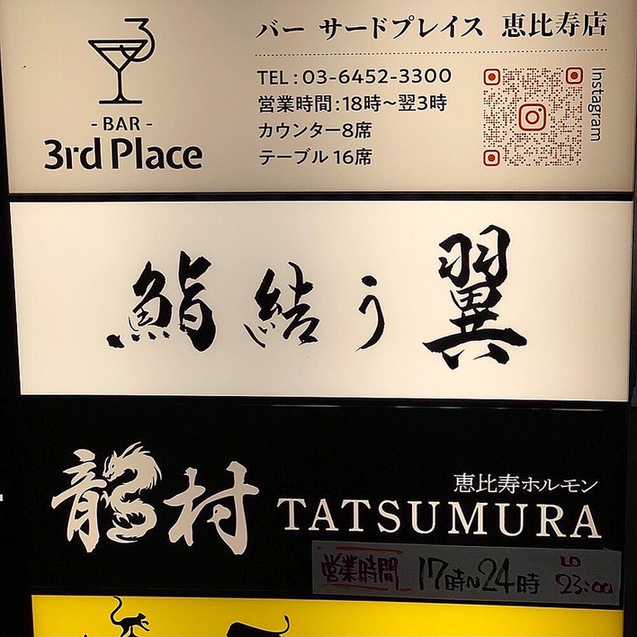 バー サードプレイス 恵比寿店
TEL:03-6452-3300
営業時間:18時〜翌3時
カウンター8席
テーブル16席
Instagram
- BAR -
3rd Place
鮨 結う 翼
龍村
恵比寿ホルモン
TATSUMURA
営業時間 17時~24時 LO 23:00